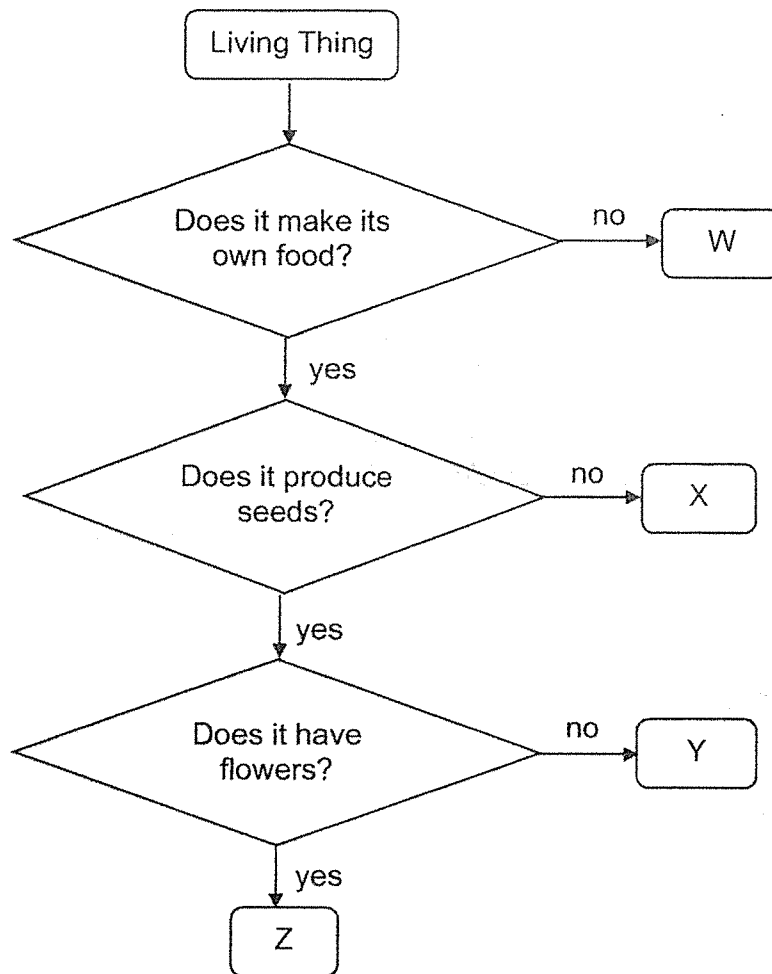 Living Thing
Does it make its
own food?
no
W
yes
Does it produce
seeds?
no
X
yes
Does it have
flowers?
no
Y
yes
Z